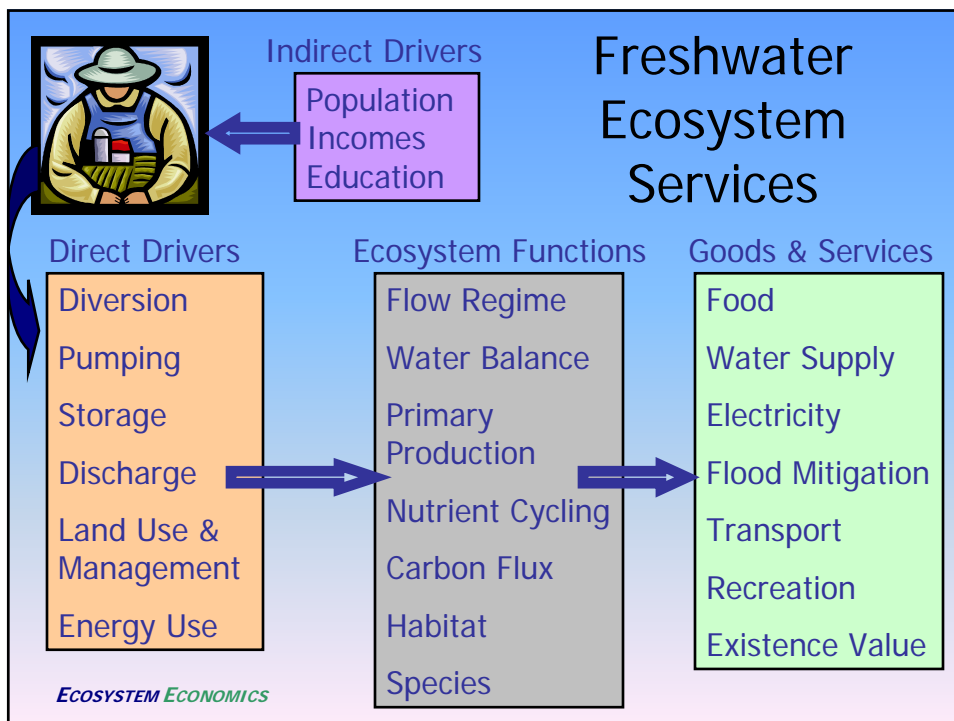 Indirect Drivers
Population
Incomes
Education
Freshwater
Ecosystem
Services
Direct Drivers
Diversion
Pumping
Storage
Discharge
Land Use &
Management
Energy Use
Ecosystem Functions
Flow Regime
Water Balance
Primary
Production
Nutrient Cycling
Carbon Flux
Habitat
Species
Goods & Services
Food
Water Supply
Electricity
Flood Mitigation
Transport
Recreation
Existence Value
ECOSYSTEM ECONOMICS